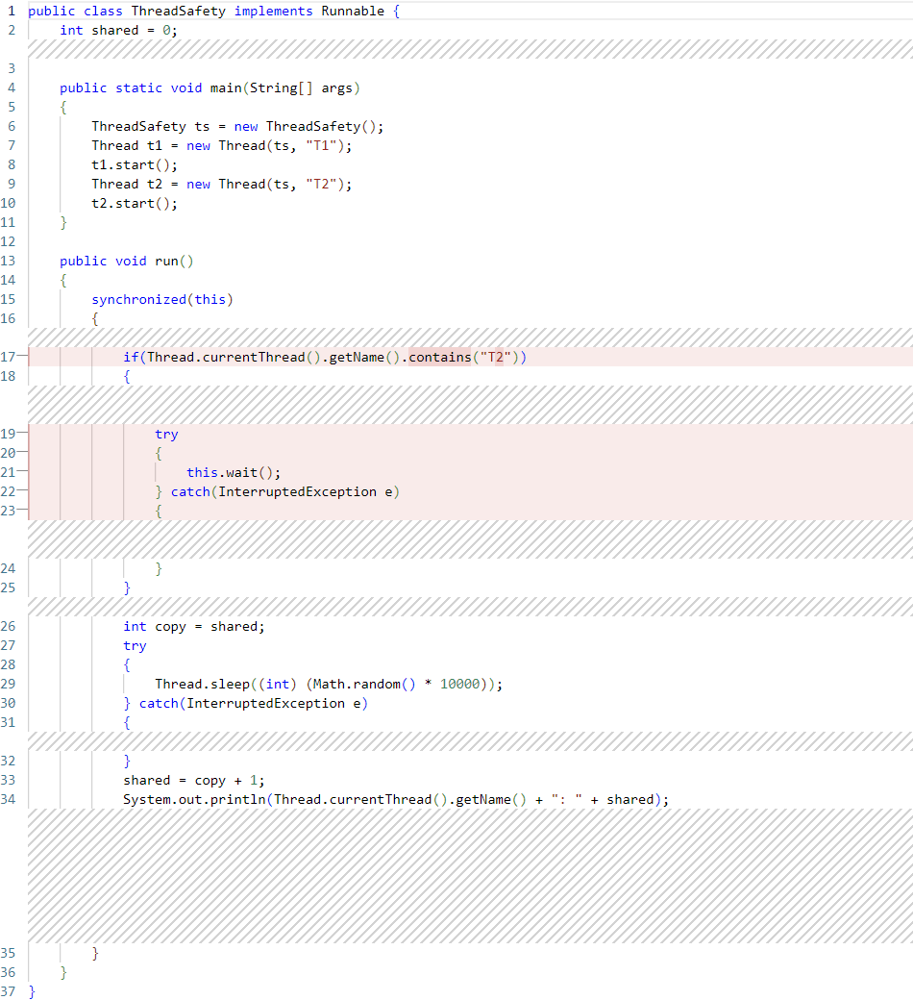 1 public class ThreadSafety implements Runnable {
2 int shared = 0;
3
4 public static void main(String[] args)
5 {
6 ThreadSafety ts = new ThreadSafety();
7 Thread t1 = new Thread(ts, "T1");
8 t1.start();
9 Thread t2 = new Thread(ts, "T2");
10 t2.start();
11 }
12
13 public void run()
14 {
15 synchronized(this)
16 {
17— if(Thread.currentThread().getName().contains("T2"))
18 {
19— try
20— {
21— this.wait();
22— } catch(InterruptedException e)
23— {
24 }
25 }
26 int copy = shared;
27 try
28 {
29 Thread.sleep((int) (Math.random() * 10000));
30 } catch(InterruptedException e)
31 {
32 }
33 shared = copy + 1;
34 System.out.println(Thread.currentThread().getName() + ": " + shared);
35 }
36 }
37 }